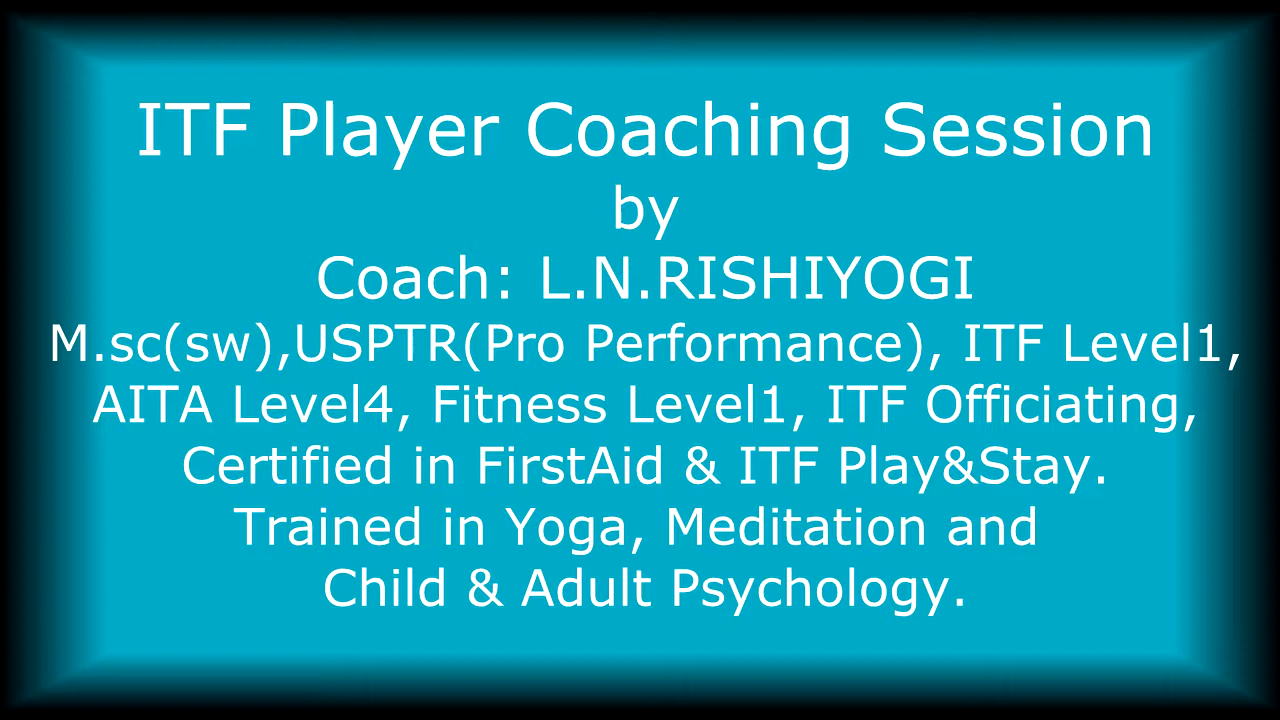 ITF Player Coaching Session
by
Coach: L.N.RISHIYOGI
M.sc(sw),USPTR(Pro Performance), ITF Level1,
AITA Level4, Fitness Level1, ITF Officiating,
Certified in FirstAid & ITF Play&Stay.
Trained in Yoga, Meditation and
Child & Adult Psychology.